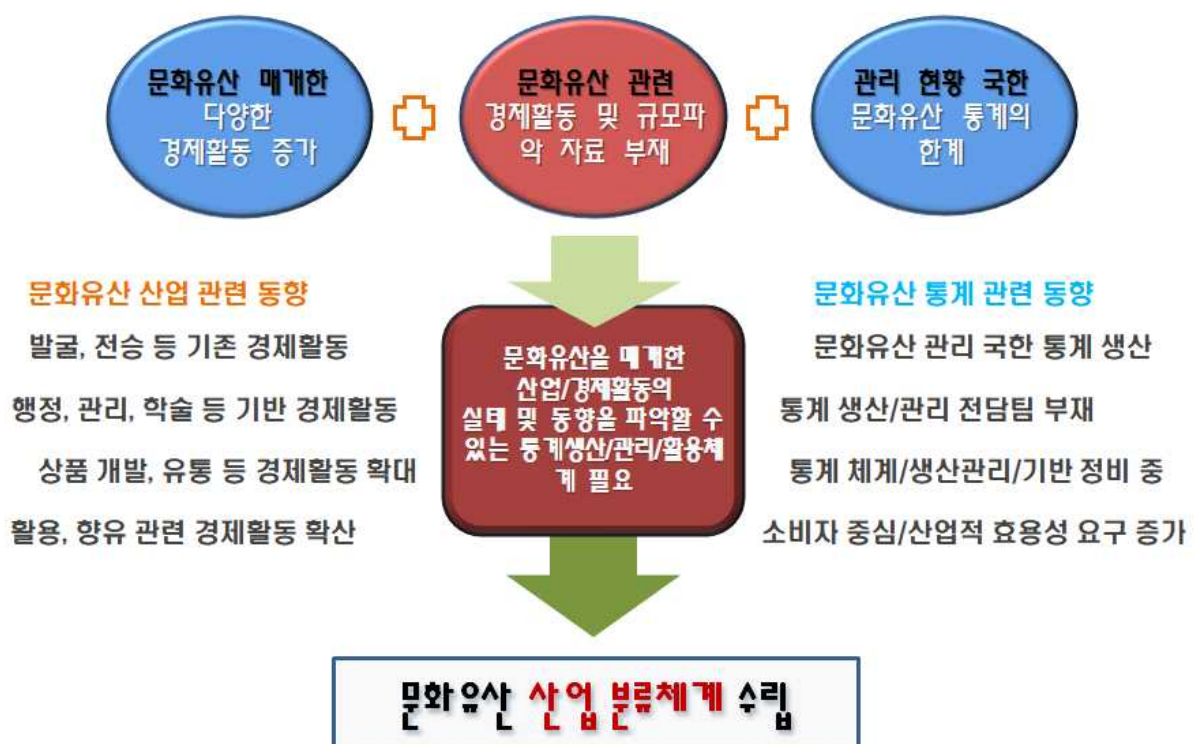 문화유산 매개한
다양한
경제활동 증가
문화유산 관련
경제활동 및 규모파
악 자료 부재
관리 현황 국한
문화유산 통계의
한계
문화유산 산업 관련 동향
발굴, 전승 등 기존 경제활동
행정, 관리, 학술 등 기반 경제활동
상품 개발, 유통 등 경제활동 확대
활용, 향유 관련 경제활동 확산
문화유산을 매개한
산업/경제활동의
실태 및 동향을 파악할 수
있는 통계생산/관리/활용체
계 필요
문화유산 통계 관련 동향
문화유산 관리 국한 통계 생산
통계 생산/관리 전담팀 부재
통계 체계/생산관리/기반 정비 중
소비자 중심/산업적 효용성 요구 증가
문화유산 산업 분류체계 수립